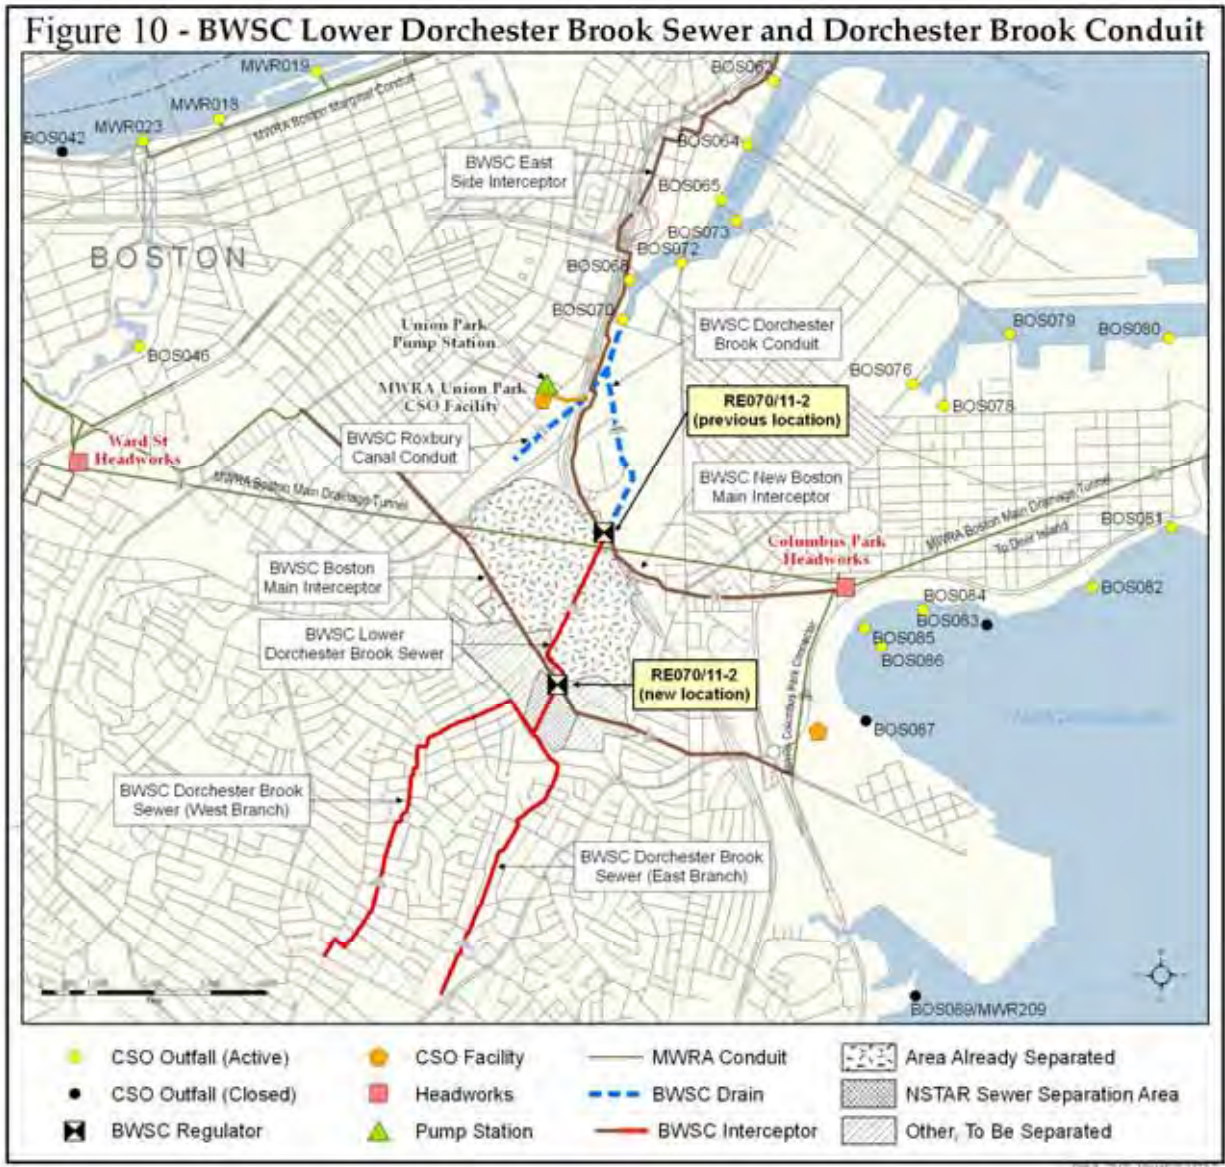 Figure 10 - BWSC Lower Dorchester Brook Sewer and Dorchester Brook Conduit
MWR019
BOS062
MWR018
MWRA Boston Marginal Conduit
MWR023
BOS042
BOS064
BWSC East
Side Interceptor
BOS065
BOS073
BOSTON
BOS072
BOS068
BOS070
Union Park
Pump Station
BWSC Dorchester
Brook Conduit
BOS079
BOS080
BOS046
BOS076
MWRA Union Park
CSO Facility
RE070/11-2
(previous location)
BOS078
BWSC Roxbury
Canal Conduit
Ward St
Headworks
MWRA Boston Main Drainage Tunnel
BWSC New Boston
Main Interceptor
MWRA Boston Main Drainage Tunnel
To Deer Island
BOS081
Columbus Park
Headworks
BWSC Boston
Main Interceptor
BOS082
BOS084
BOS083
BOS085
BOS086
BWSC Lower
Dorchester Brook Sewer
RE070/11-2
(new location)
Columbus Park Connector
BOS087
BWSC Dorchester Brook
Sewer (West Branch)
BWSC Dorchester Brook
Sewer (East Branch)
BOS089/MWR209
CSO Outfall (Active)
CSO Facility
MWRA Conduit
Area Already Separated
CSO Outfall (Closed)
Headworks
BWSC Drain
NSTAR Sewer Separation Area
BWSC Regulator
Pump Station
BWSC Interceptor
Other, To Be Separated